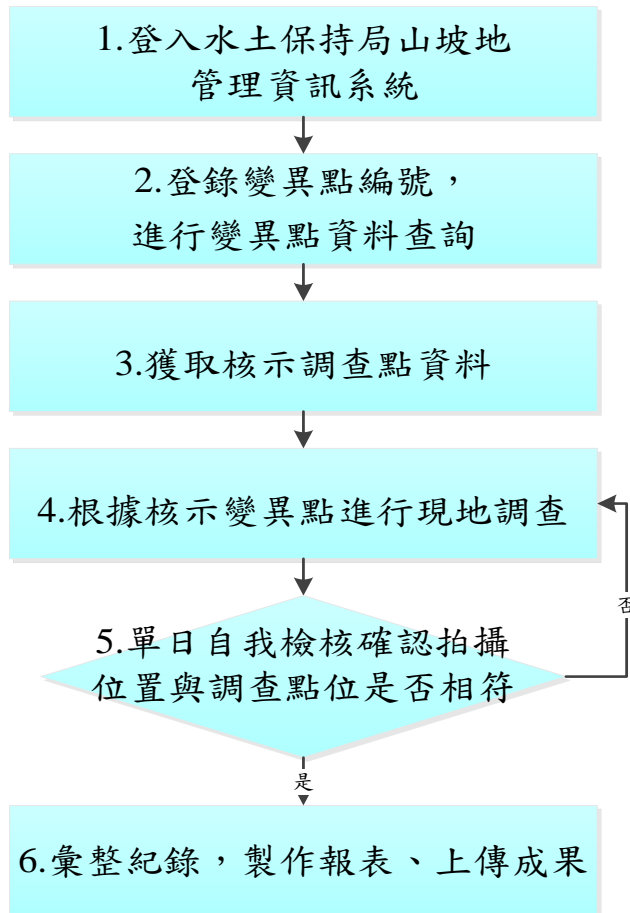 1.登入水土保持局山坡地
管理資訊系統
2.登錄變異點編號，
進行變異點資料查詢
3.獲取核示調查點資料
4.根據核示變異點進行現地調查
否
5.單日自我檢核確認拍攝
位置與調查點位是否相符
是
6.彙整紀錄，製作報表、上傳成果